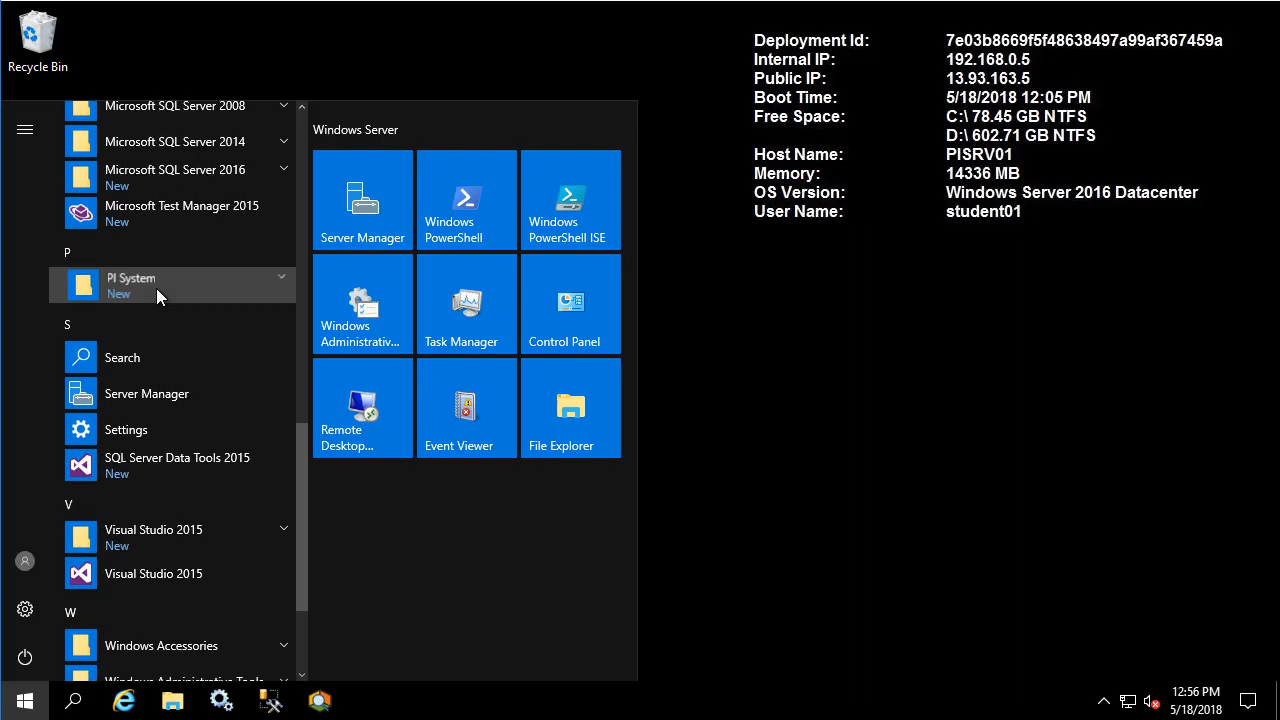 Recycle Bin
Deployment Id: 7e03b8669f5f48638497a99af367459a
Internal IP: 192.168.0.5
Public IP: 13.93.163.5
Boot Time: 5/18/2018 12:05 PM
Free Space: C:\ 78.45 GB NTFS
D:\ 602.71 GB NTFS
Host Name: PISRV01
Memory: 14336 MB
OS Version: Windows Server 2016 Datacenter
User Name: student01
Microsoft SQL Server 2008
Microsoft SQL Server 2014
Microsoft SQL Server 2016
New
Microsoft Test Manager 2015
New
P
PI System
New
S
Search
Server Manager
Settings
SQL Server Data Tools 2015
New
V
Visual Studio 2015
New
Visual Studio 2015
W
Windows Accessories
Windows Administrative Tools
Windows Server
Server Manager
Windows
PowerShell
Windows
PowerShell ISE
Windows
Administrativ...
Task Manager
Control Panel
Remote
Desktop...
Event Viewer
File Explorer
12:56 PM
5/18/2018